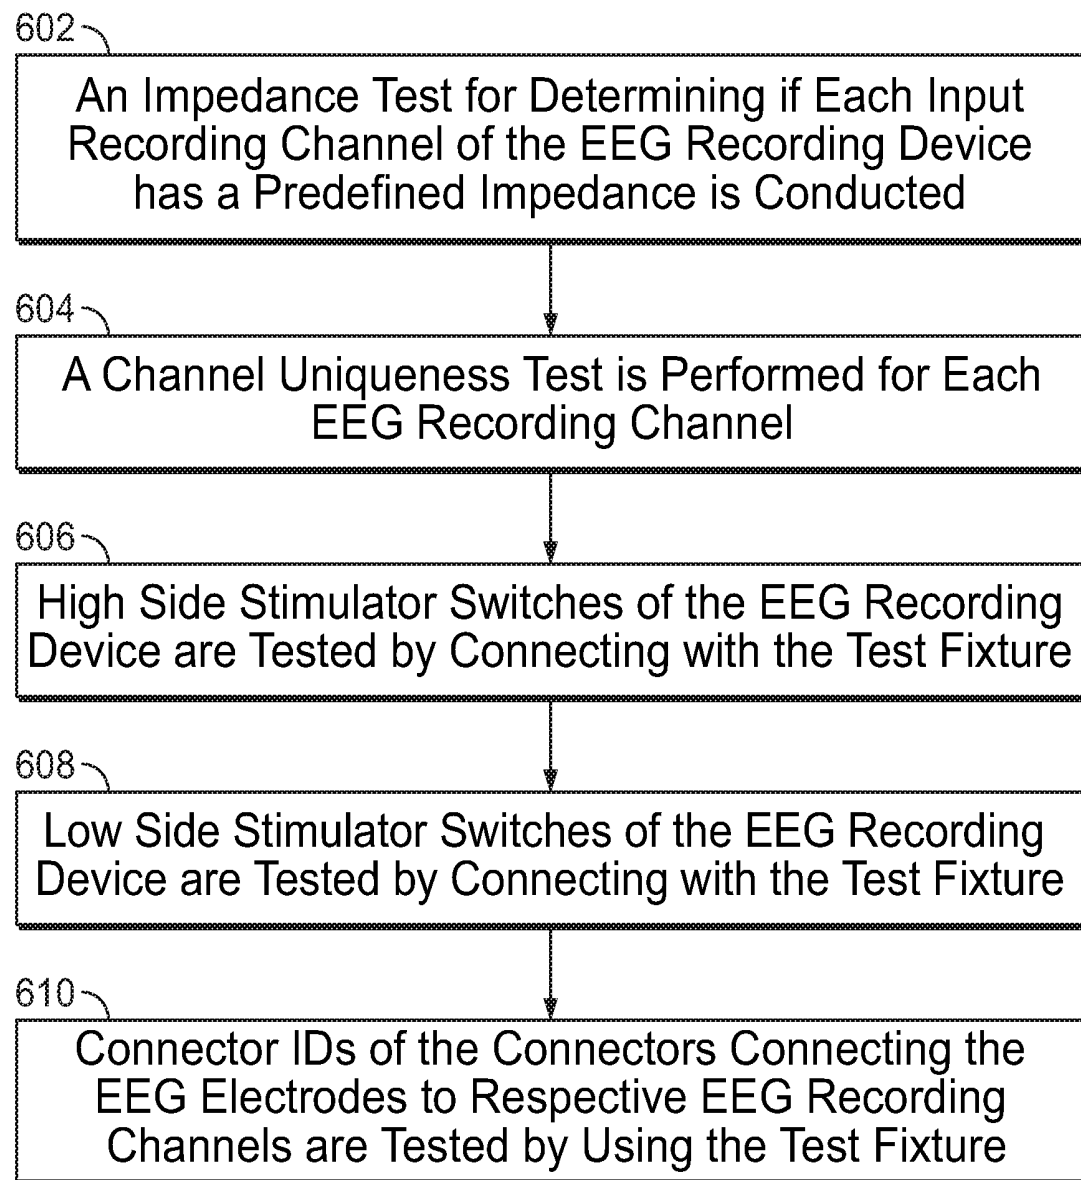 602
An Impedance Test for Determining if Each Input
Recording Channel of the EEG Recording Device
has a Predefined Impedance is Conducted
604
A Channel Uniqueness Test is Performed for Each
EEG Recording Channel
606
High Side Stimulator Switches of the EEG Recording
Device are Tested by Connecting with the Test Fixture
608
Low Side Stimulator Switches of the EEG Recording
Device are Tested by Connecting with the Test Fixture
610
Connector IDs of the Connectors Connecting the
EEG Electrodes to Respective EEG Recording
Channels are Tested by Using the Test Fixture